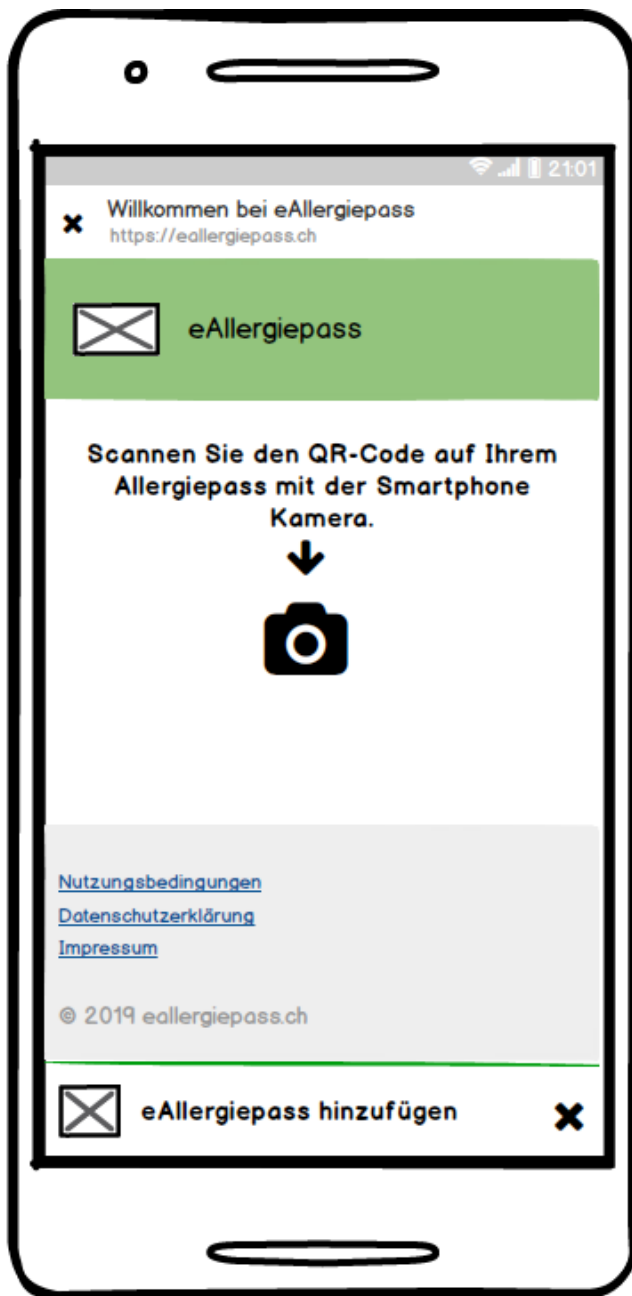 21:01
Willkommen bei eAllergiepass
https://eallergiepass.ch
eAllergiepass
Scannen Sie den QR-Code auf Ihrem
Allergiepass mit der Smartphone
Kamera.
Nutzungsbedingungen
Datenschutzerklärung
Impressum
© 2019 eallergiepass.ch
eAllergiepass hinzufügen